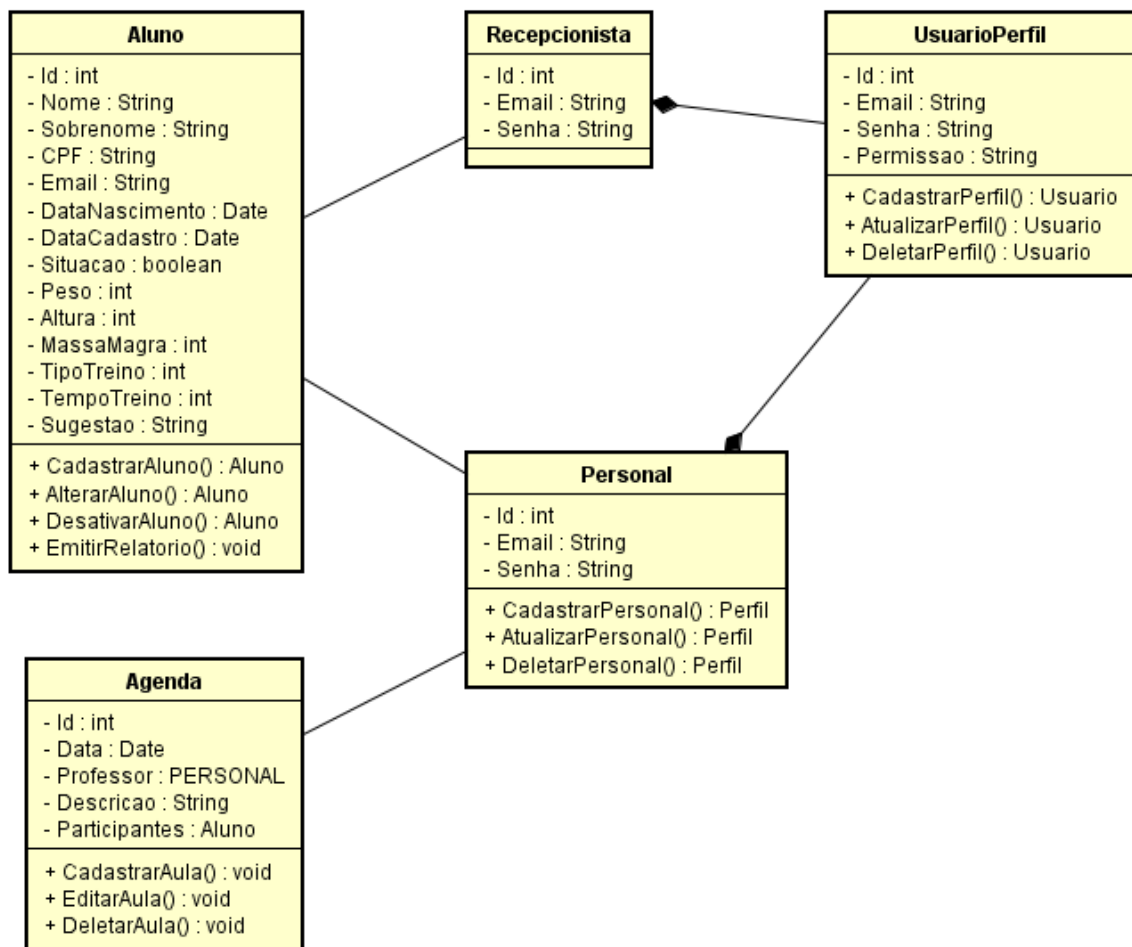 Aluno
- Id : int
- Nome : String
- Sobrenome : String
- CPF : String
- Email : String
- DataNascimento : Date
- DataCadastro : Date
- Situacao : boolean
- Peso : int
- Altura : int
- MassaMagra : int
- TipoTreino : int
- TempoTreino : int
- Sugestao : String
+ CadastrarAluno() : Aluno
+ AlterarAluno() : Aluno
+ DesativarAluno() : Aluno
+ EmitirRelatorio() : void
Recepcionista
- Id : int
- Email : String
- Senha : String
UsuarioPerfil
- Id : int
- Email : String
- Senha : String
- Permissao : String
+ CadastrarPerfil() : Usuario
+ AtualizarPerfil() : Usuario
+ DeletarPerfil() : Usuario
Personal
- Id : int
- Email : String
- Senha : String
+ CadastrarPersonal() : Perfil
+ AtualizarPersonal() : Perfil
+ DeletarPersonal() : Perfil
Agenda
- Id : int
- Data : Date
- Professor : PERSONAL
- Descricao : String
- Participantes : Aluno
+ CadastrarAula() : void
+ EditarAula() : void
+ DeletarAula() : void